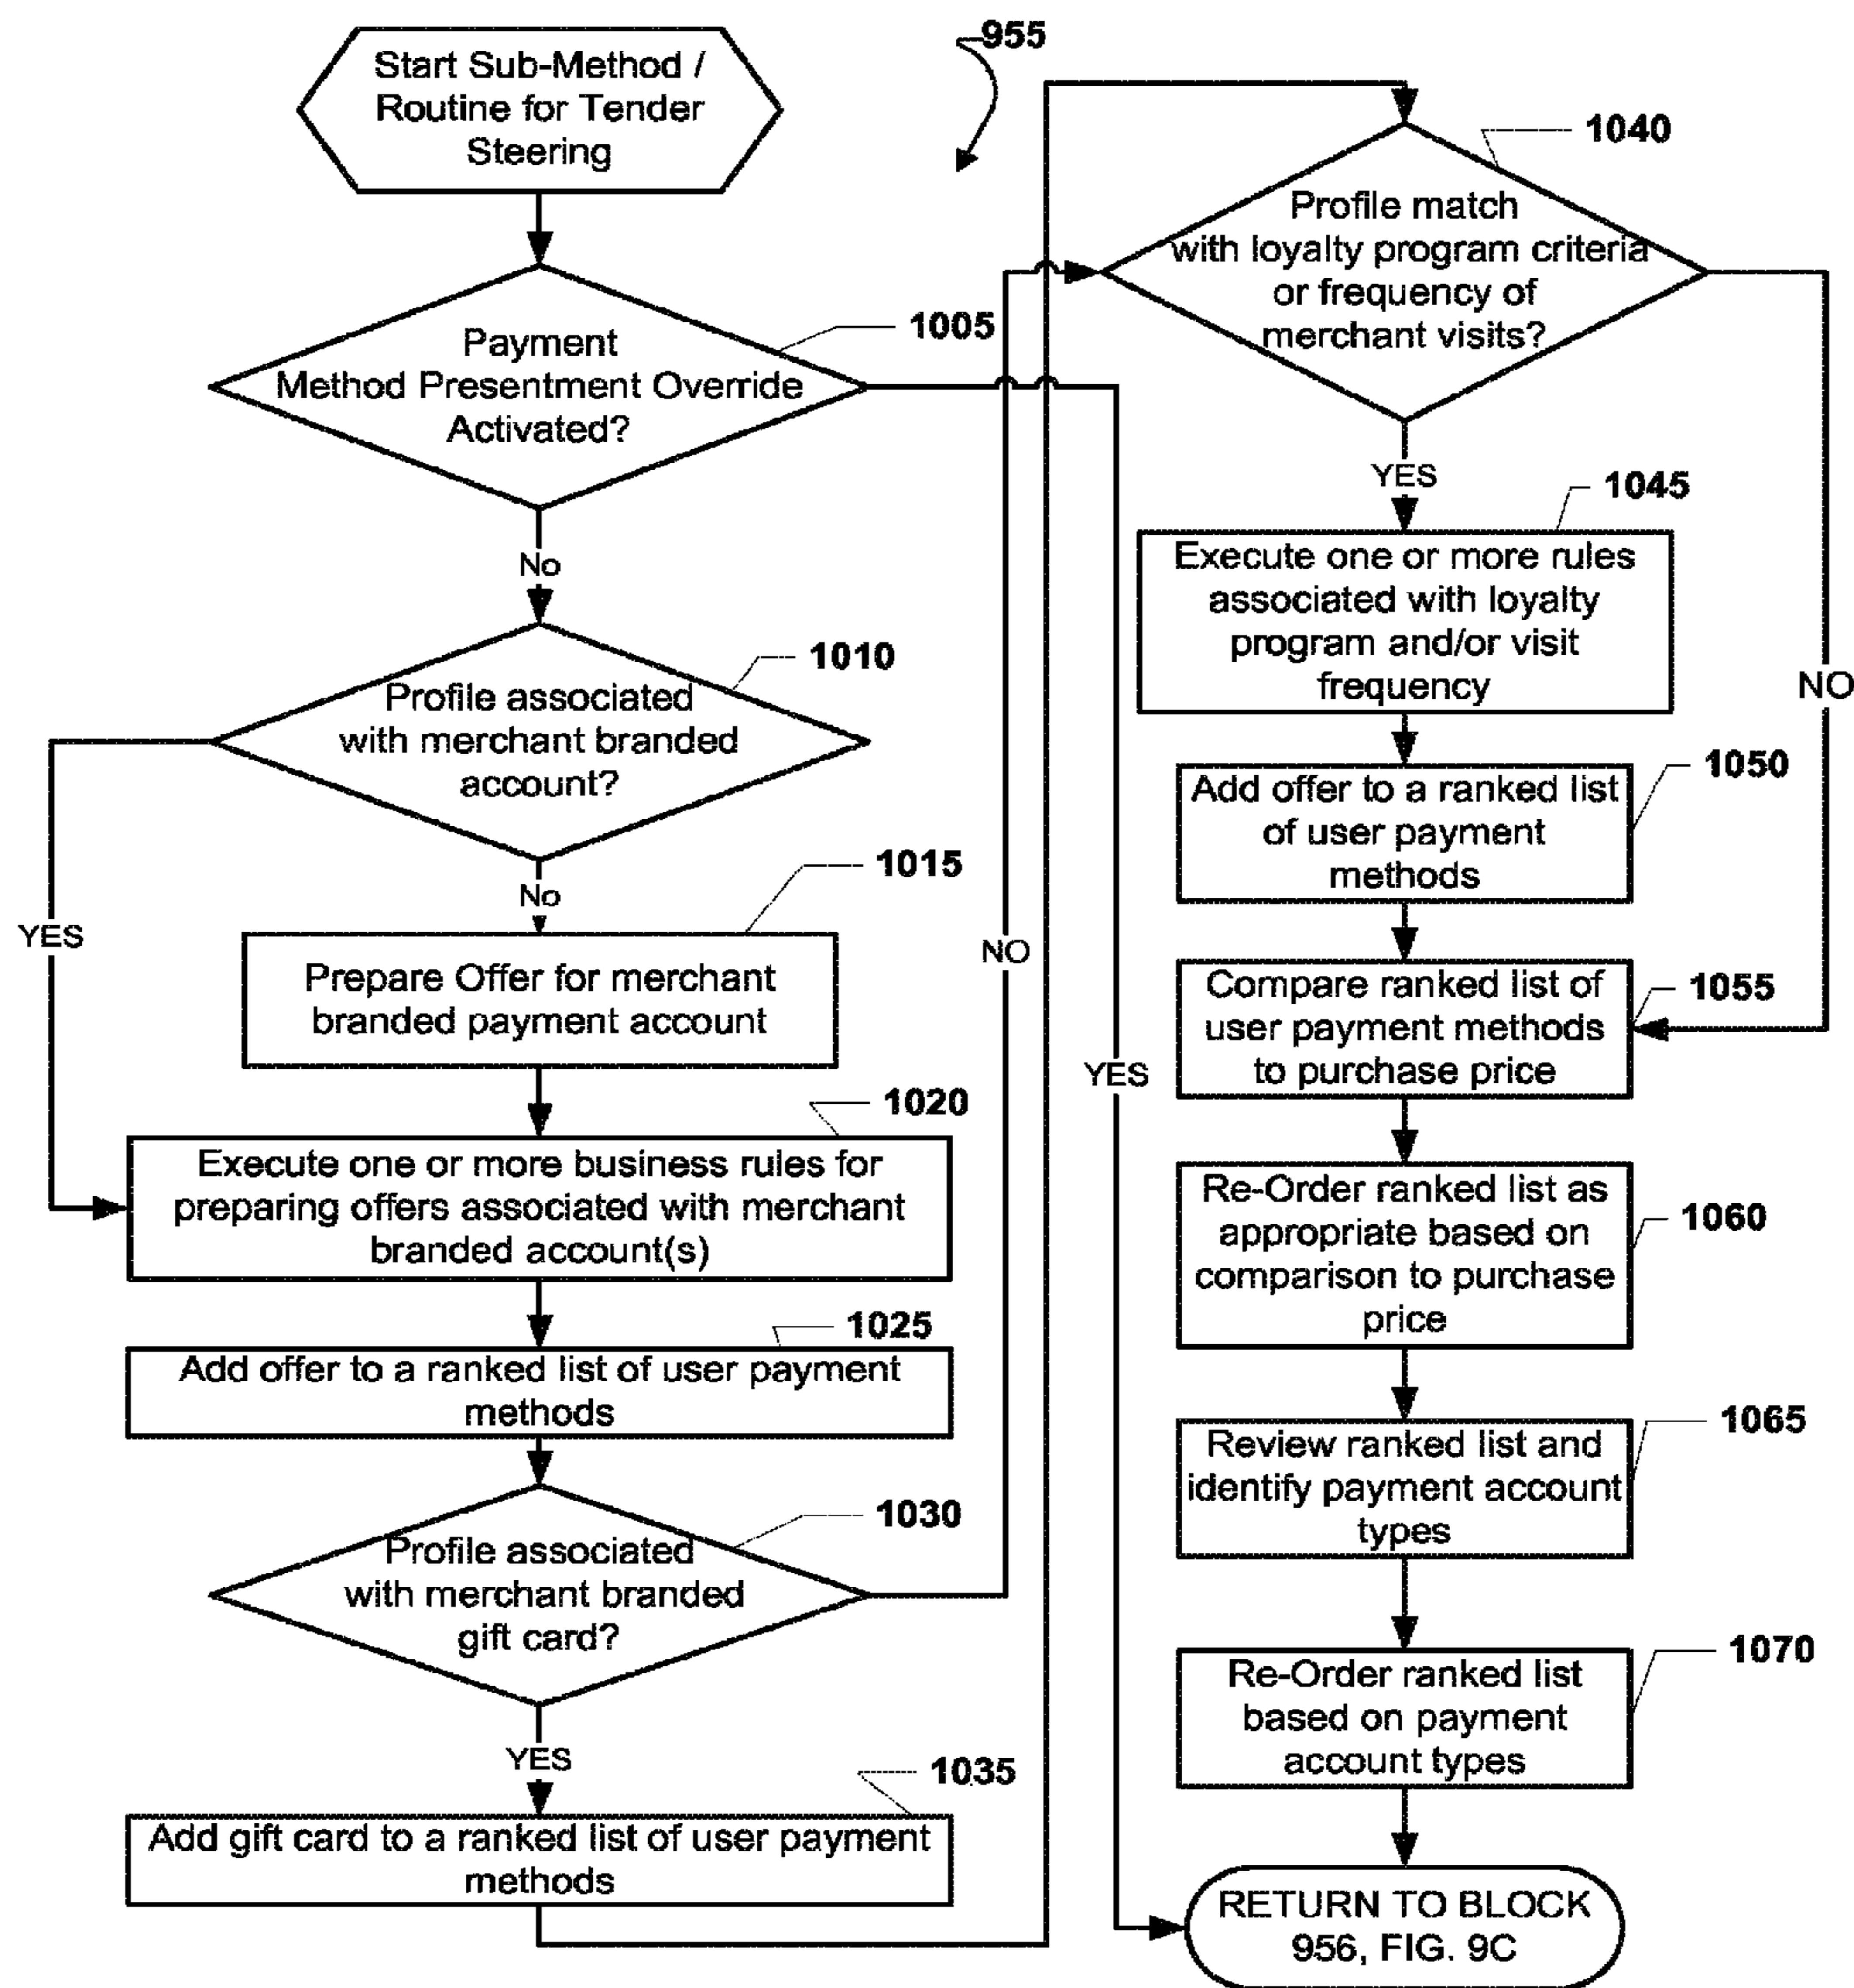 Start Sub-Method /
Routine for Tender
Steering
955
Payment
Method Presentment Override
Activated?
1005
No
YES
Profile associated
with merchant branded
account?
1010
YES
No
Prepare Offer for merchant
branded payment account
1015
Execute one or more business rules for
preparing offers associated with merchant
branded account(s)
1020
Add offer to a ranked list of user payment
methods
1025
Profile associated
with merchant branded
gift card?
1030
NO
YES
Add gift card to a ranked list of user payment
methods
1035
Profile match
with loyalty program criteria
or frequency of
merchant visits?
1040
YES
NO
Execute one or more rules
associated with loyalty
program and/or visit
frequency
1045
Add offer to a ranked list
of user payment
methods
1050
Compare ranked list of
user payment methods
to purchase price
1055
Re-Order ranked list as
appropriate based on
comparison to purchase
price
1060
Review ranked list and
identify payment account
types
1065
Re-Order ranked list
based on payment
account types
1070
RETURN TO BLOCK
956, FIG. 9C